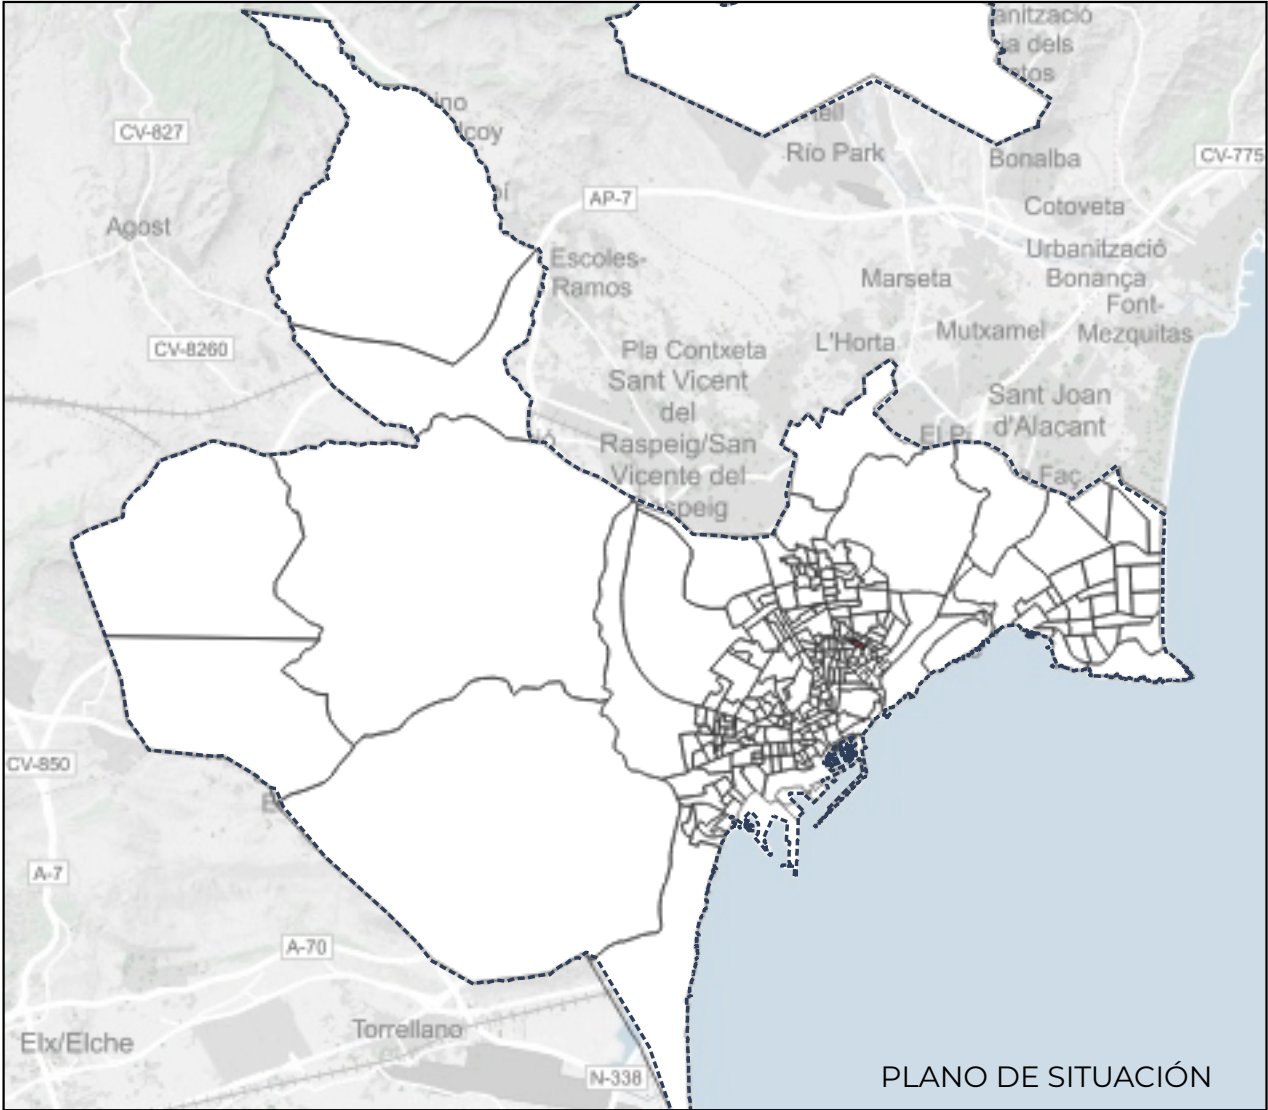 CV-827
Agost
CV-8260
AP-7
Río Park
Bonalba
CV-775
Cotoveta
Urbanització
Bonança
Escoles-
Ramos
Marseta
Font-
Mezquitas
Mutxamel
L'Horta
Pla Contxeta
Sant Vicent
del
Raspeig/San
Vicente del
Sant Joan
d'Alacant
Faç
CV-850
A-7
A-70
Elx/Elche
Torrellano
N-338
PLANO DE SITUACIÓN